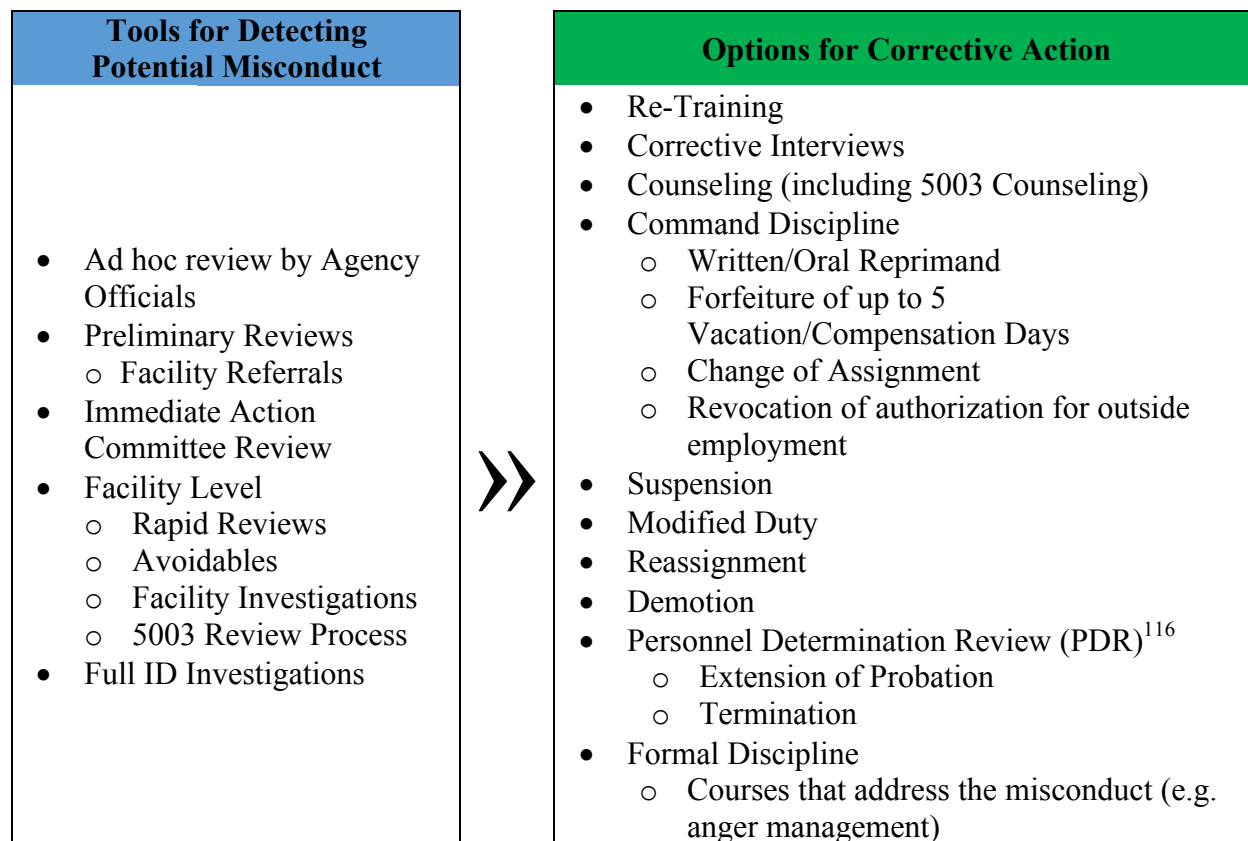 Tools for Detecting
Potential Misconduct
• Ad hoc review by Agency
Officials
• Preliminary Reviews
o Facility Referrals
• Immediate Action
Committee Review
• Facility Level
o Rapid Reviews
o Avoidables
o Facility Investigations
o 5003 Review Process
• Full ID Investigations
»
Options for Corrective Action
• Re-Training
• Corrective Interviews
• Counseling (including 5003 Counseling)
• Command Discipline
o Written/Oral Reprimand
o Forfeiture of up to 5
Vacation/Compensation Days
o Change of Assignment
o Revocation of authorization for outside
employment
• Suspension
• Modified Duty
• Reassignment
• Demotion
• Personnel Determination Review (PDR)116
o Extension of Probation
o Termination
• Formal Discipline
o Courses that address the misconduct (e.g.
anger management)